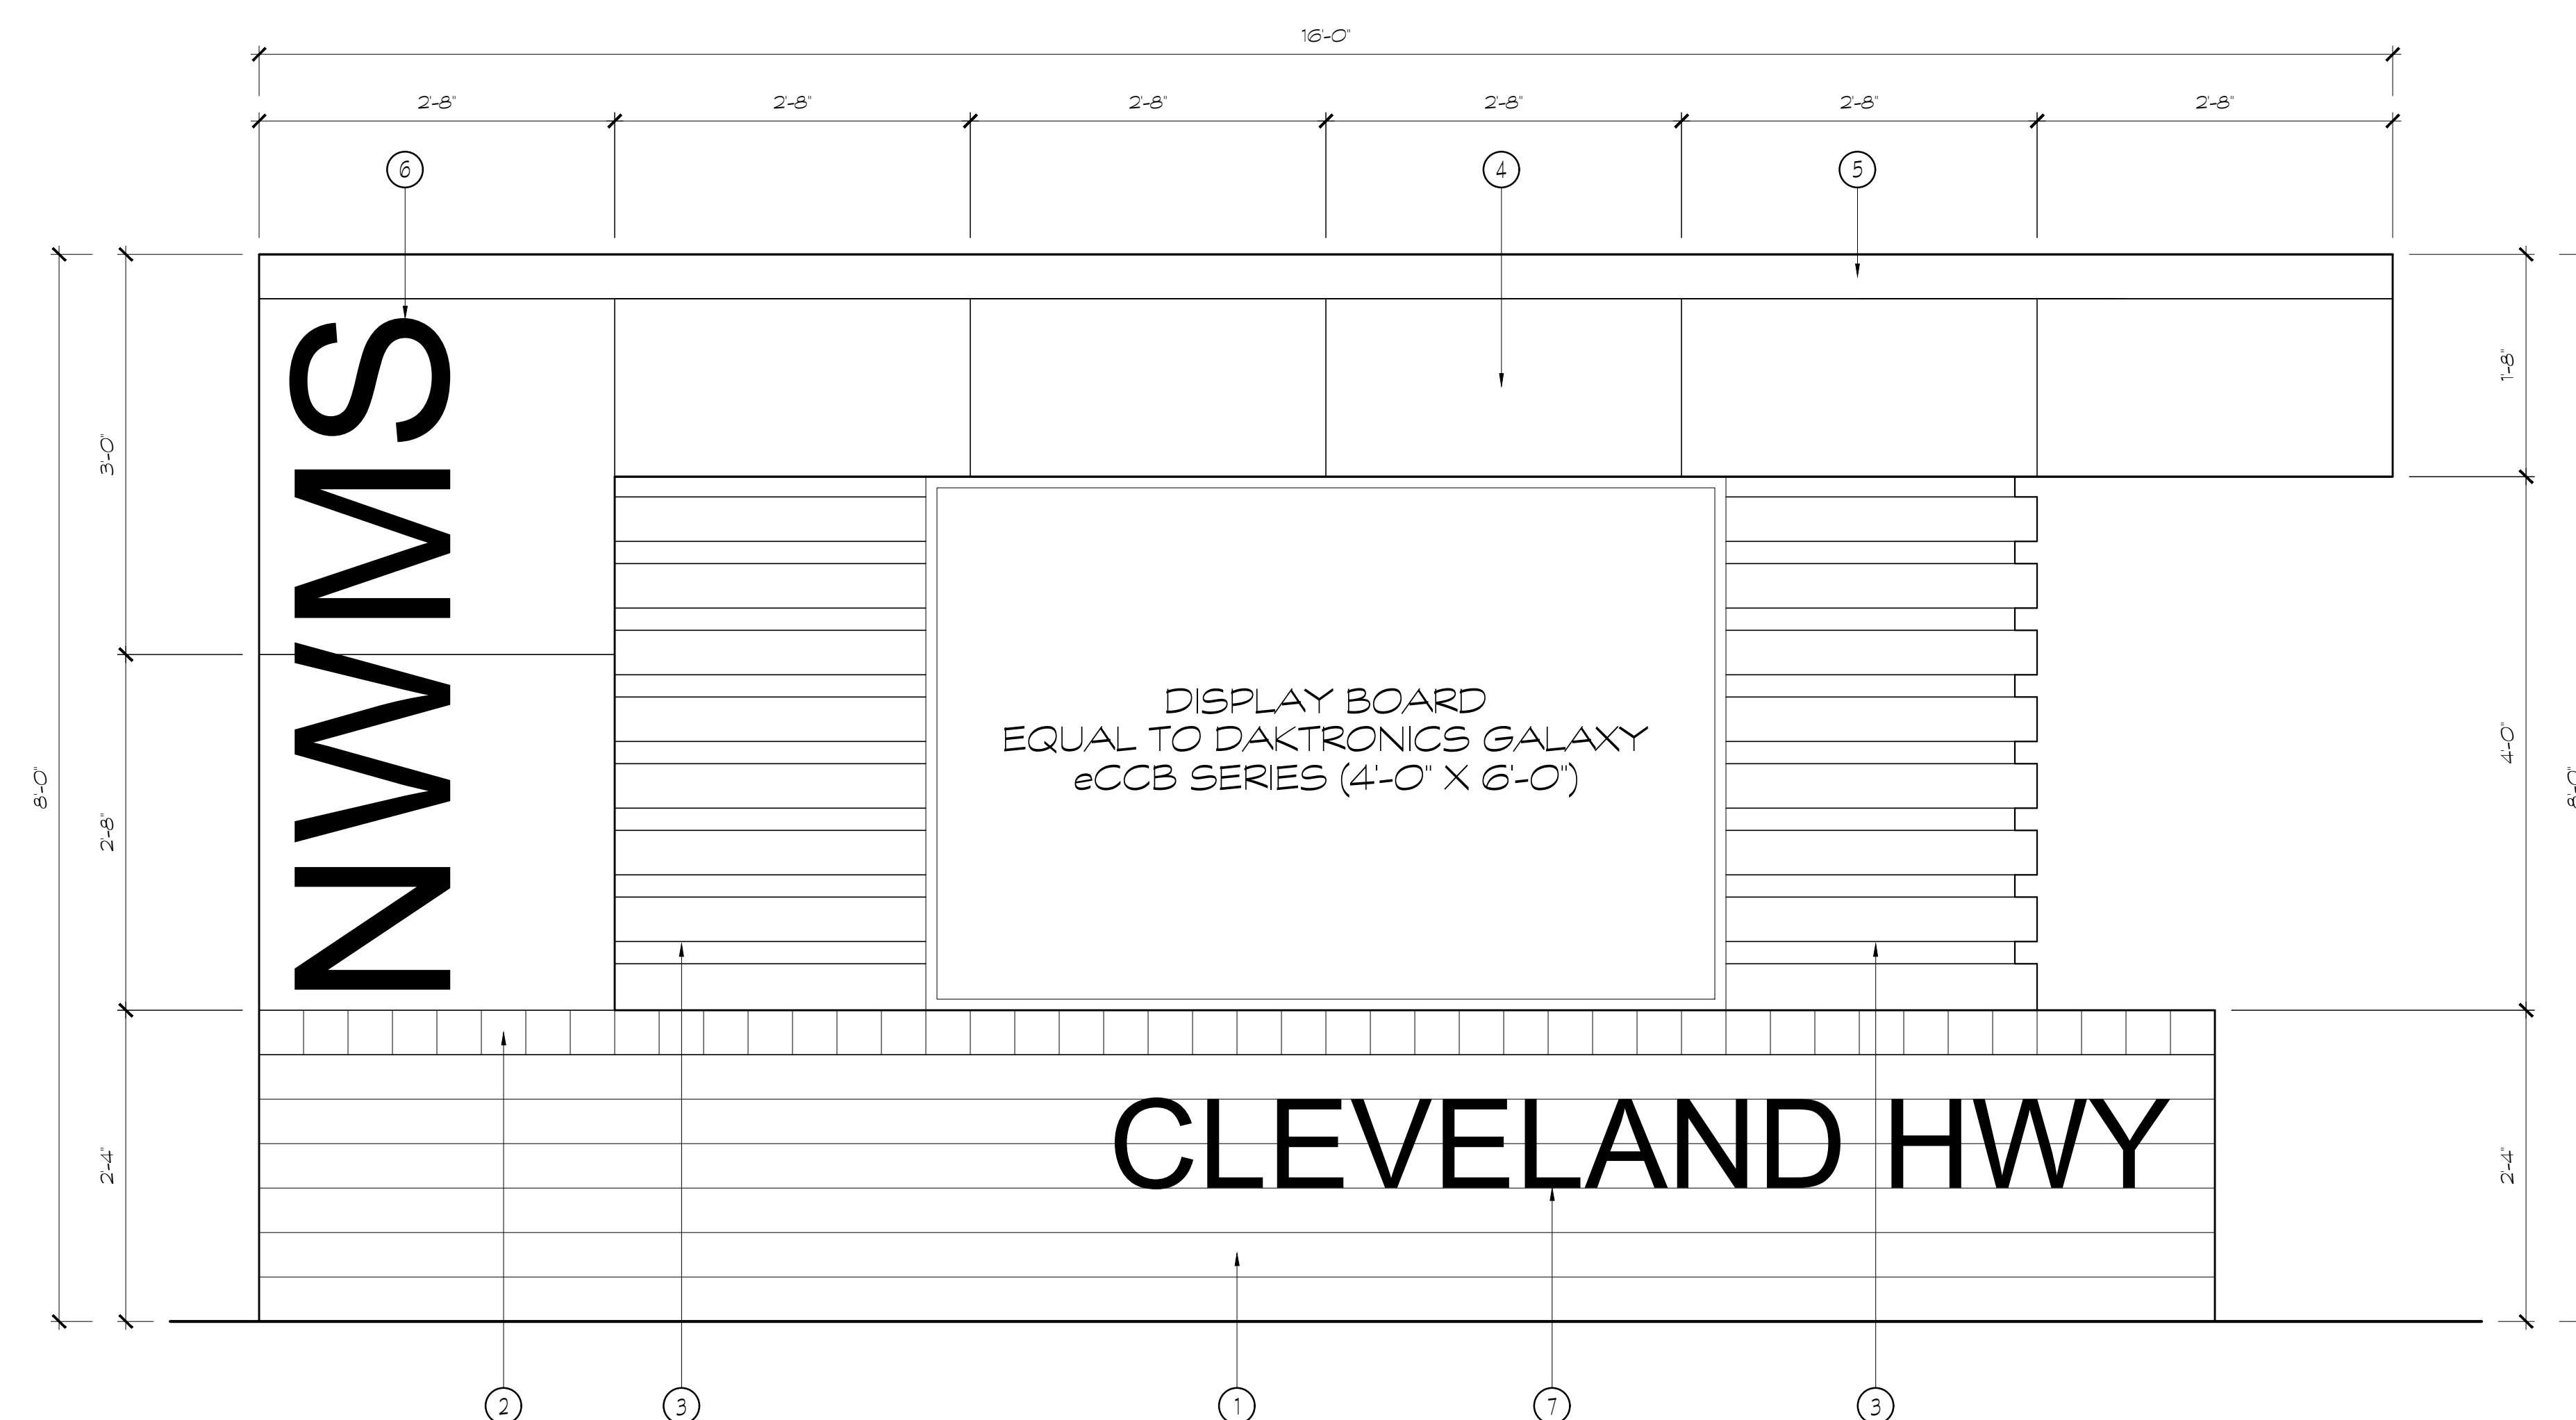 16'-0"
2'-8" 2'-8" 2'-8" 2'-8" 2'-8" 2'-8"
6 4 5
8'-0"
3'-0"
2'-8"
2'-4"
NWMS
DISPLAY BOARD
EQUAL TO DAKTRONICS GALAXY
eCCB SERIES (4'-0" X 6'-0")
CLEVELAND HWY
1'-8"
4'-0"
2'-4"
8'-0"
2 3 1 7 3